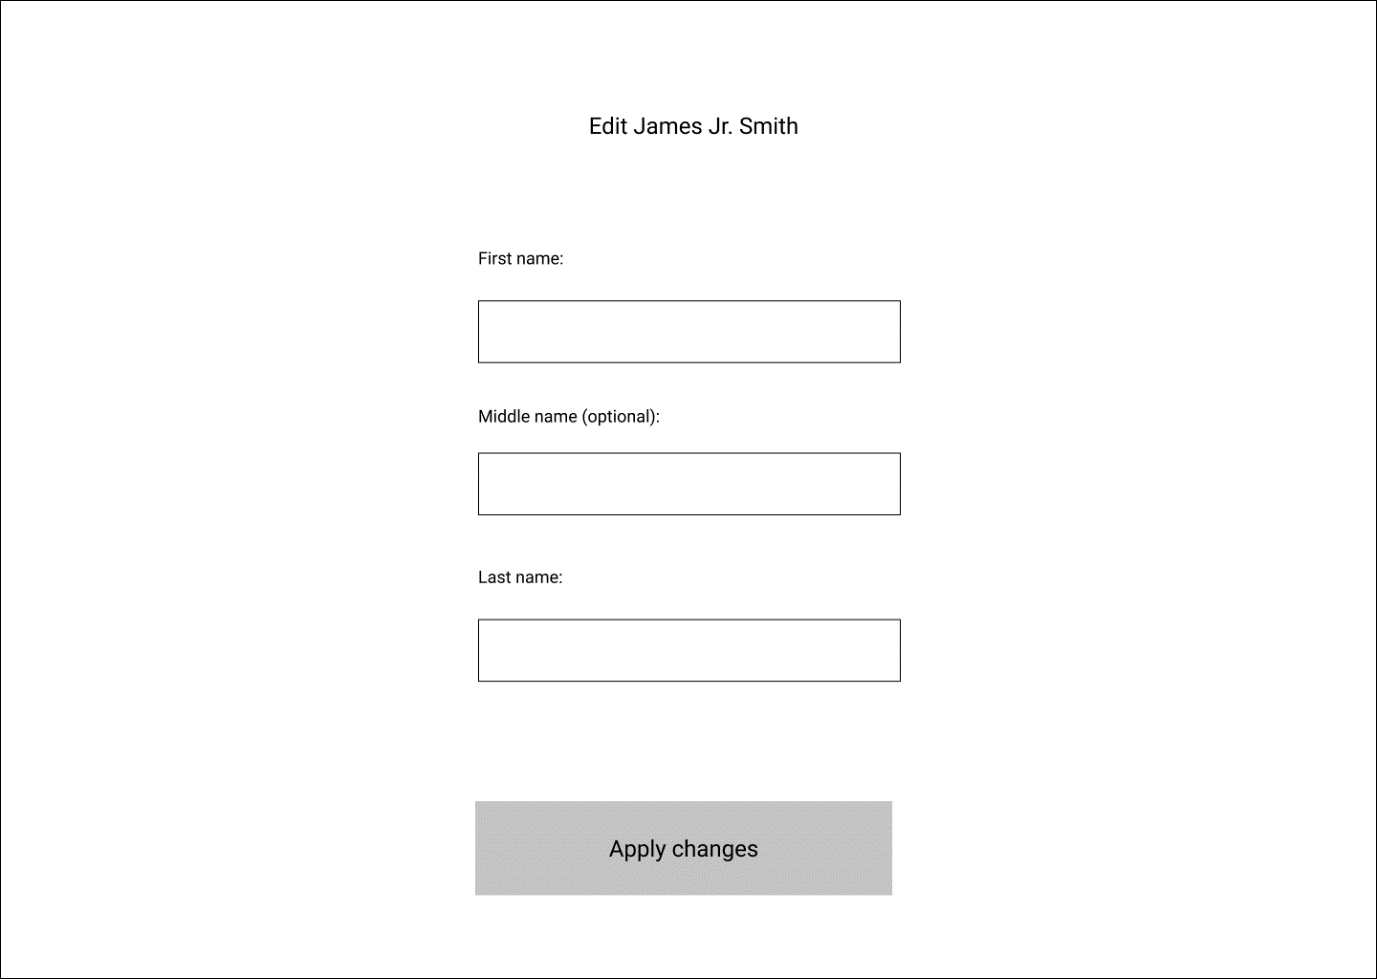 Edit James Jr. Smith
First name:
Middle name (optional):
Last name:
Apply changes